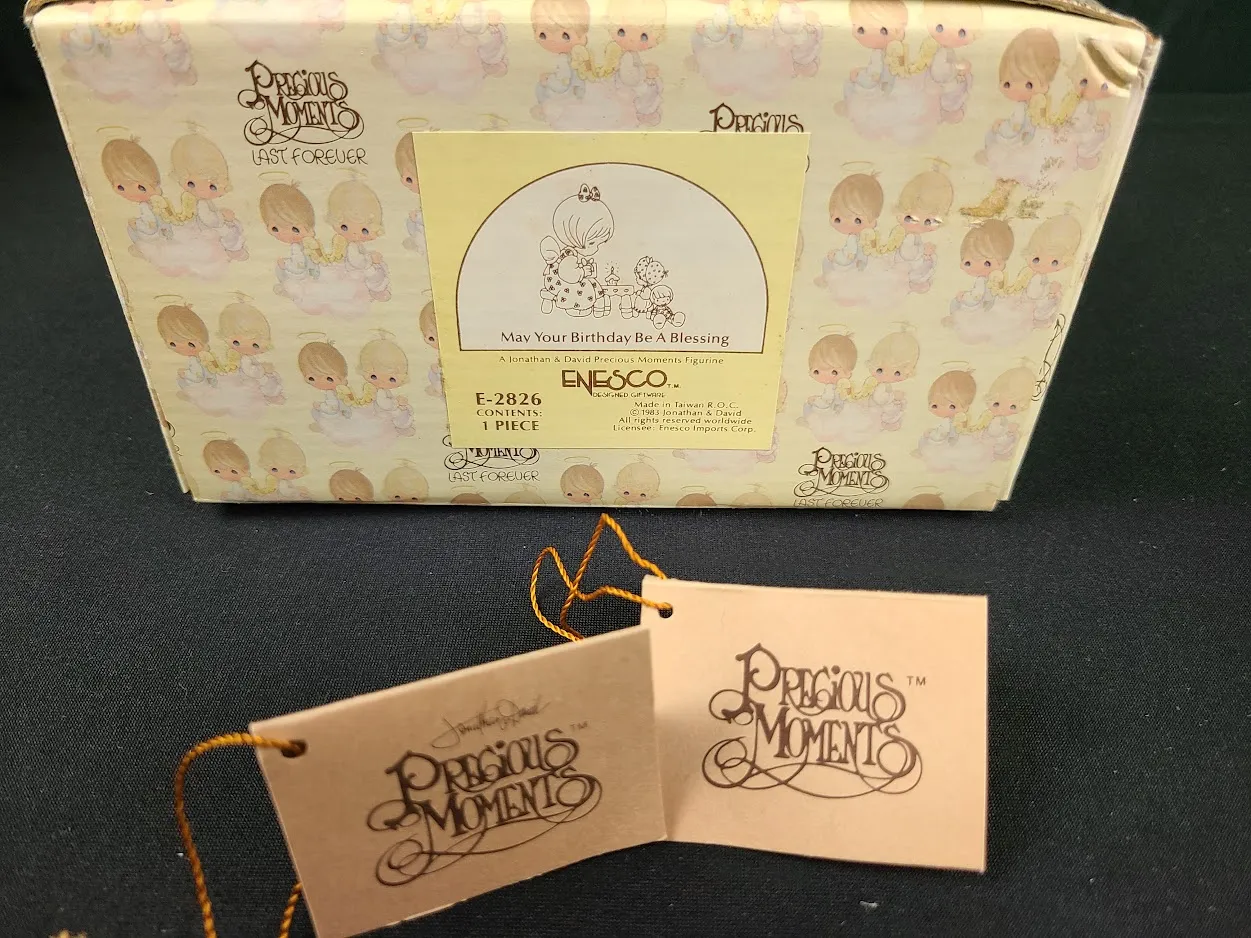 PRECIOUS
MOMENTS
LAST FOREVER
PRECIOUS
May Your Birthday Be A Blessing
A Jonathan & David Precious Moments Figurine
ENESCO T.M.
DESIGNED GIFTWARE
E-2826
CONTENTS:
1 PIECE
Made in Taiwan R.O.C.
© 1983 Jonathan & David
All rights reserved worldwide
Licensee: Enesco Imports Corp.
MOMENTS
LAST FOREVER
PRECIOUS
MOMENTS
LAST FOREVER
Jonathan & David
PRECIOUS TM
MOMENTS
PRECIOUS TM
MOMENTS